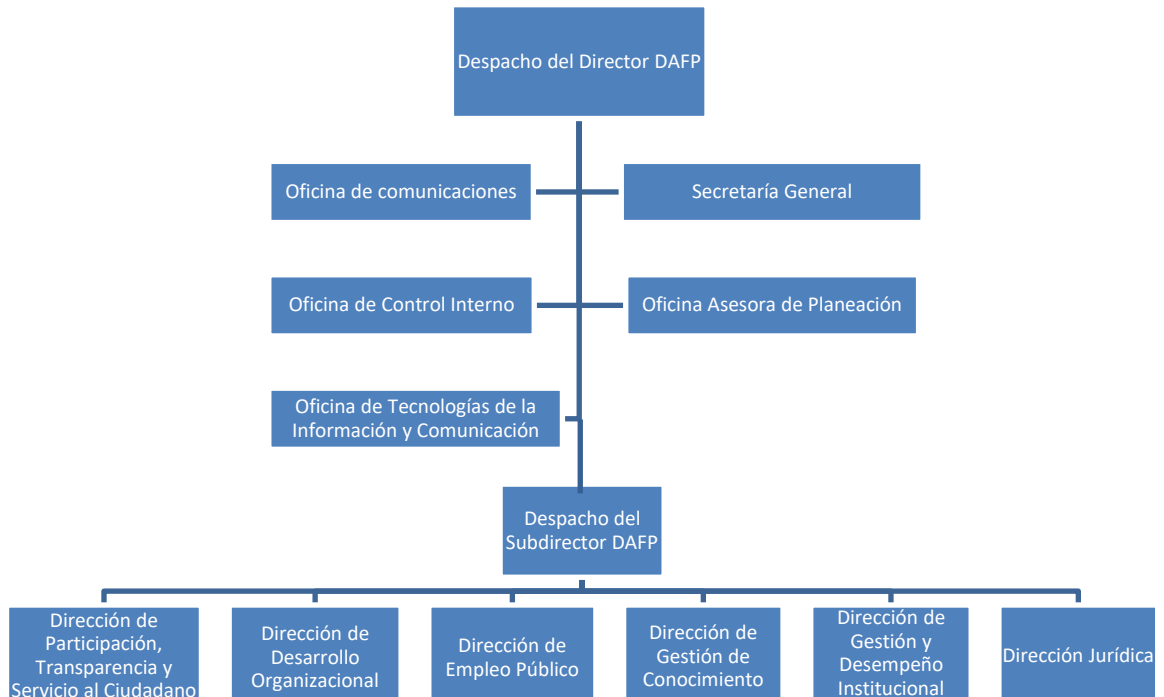 Despacho del Director DAFP
Oficina de comunicaciones
Secretaría General
Oficina de Control Interno
Oficina Asesora de Planeación
Oficina de Tecnologías de la
Información y Comunicación
Despacho del
Subdirector DAFP
Dirección de
Participación,
Transparencia y
Servicio al Ciudadano
Dirección de
Desarrollo
Organizacional
Dirección de
Empleo Público
Dirección de
Gestión de
Conocimiento
Dirección de
Gestión y
Desempeño
Institucional
Dirección Jurídica